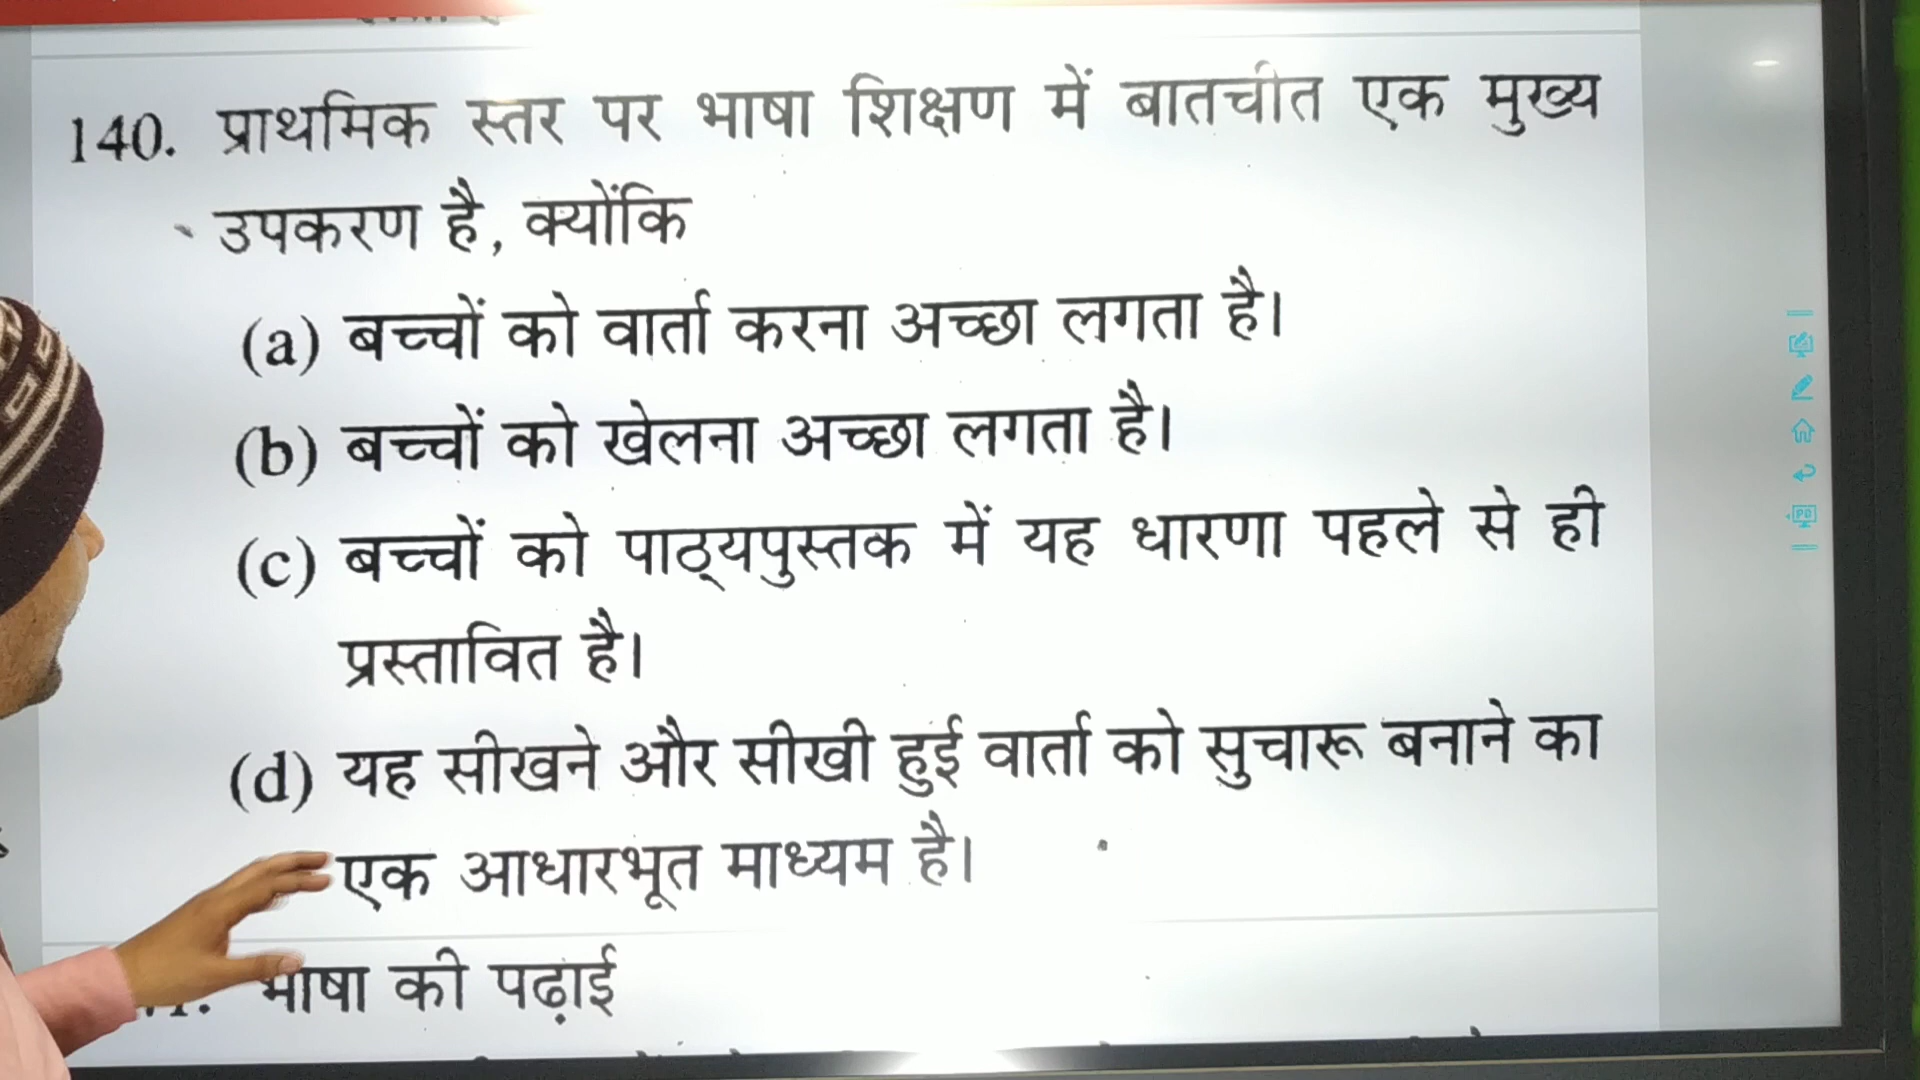 140. प्राथमिक स्तर पर भाषा शिक्षण में बातचीत एक मुख्य
उपकरण है, क्योंकि
(a) बच्चों को वार्ता करना अच्छा लगता है।
(b) बच्चों को खेलना अच्छा लगता है।
(c) बच्चों को पाठ्यपुस्तक में यह धारणा पहले से ही
प्रस्तावित है।
(d) यह सीखने और सीखी हुई वार्ता को सुचारू बनाने का
एक आधारभूत माध्यम है।
भाषा की पढ़ाई